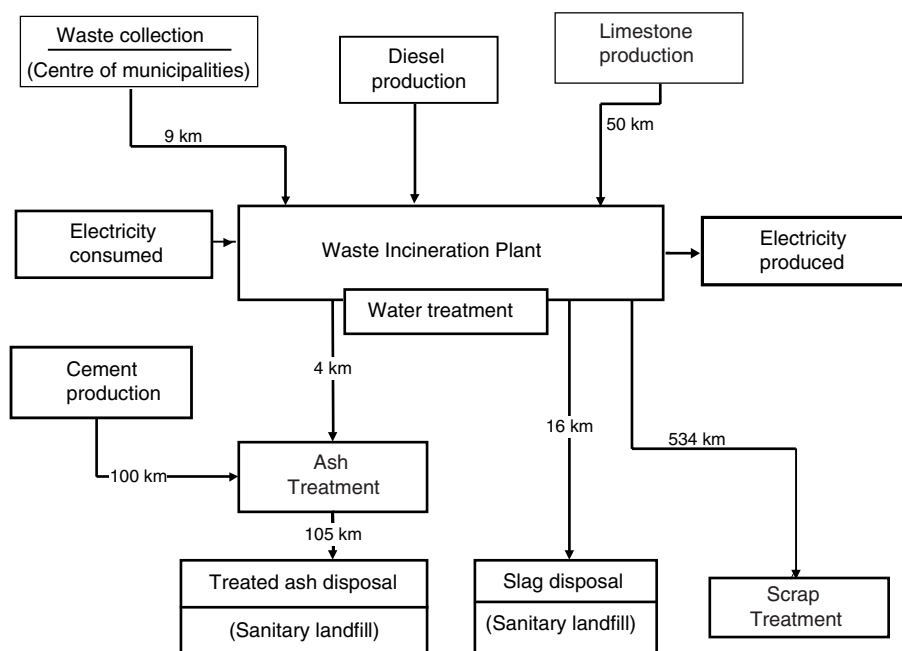 Waste collection
(Centre of municipalities)
Diesel
production
Limestone
production
9 km
50 km
Electricity
consumed
Waste Incineration Plant
Electricity
produced
Water treatment
Cement
production
4 km
16 km
534 km
100 km
Ash
Treatment
105 km
Treated ash disposal
(Sanitary landfill)
Slag disposal
(Sanitary landfill)
Scrap
Treatment